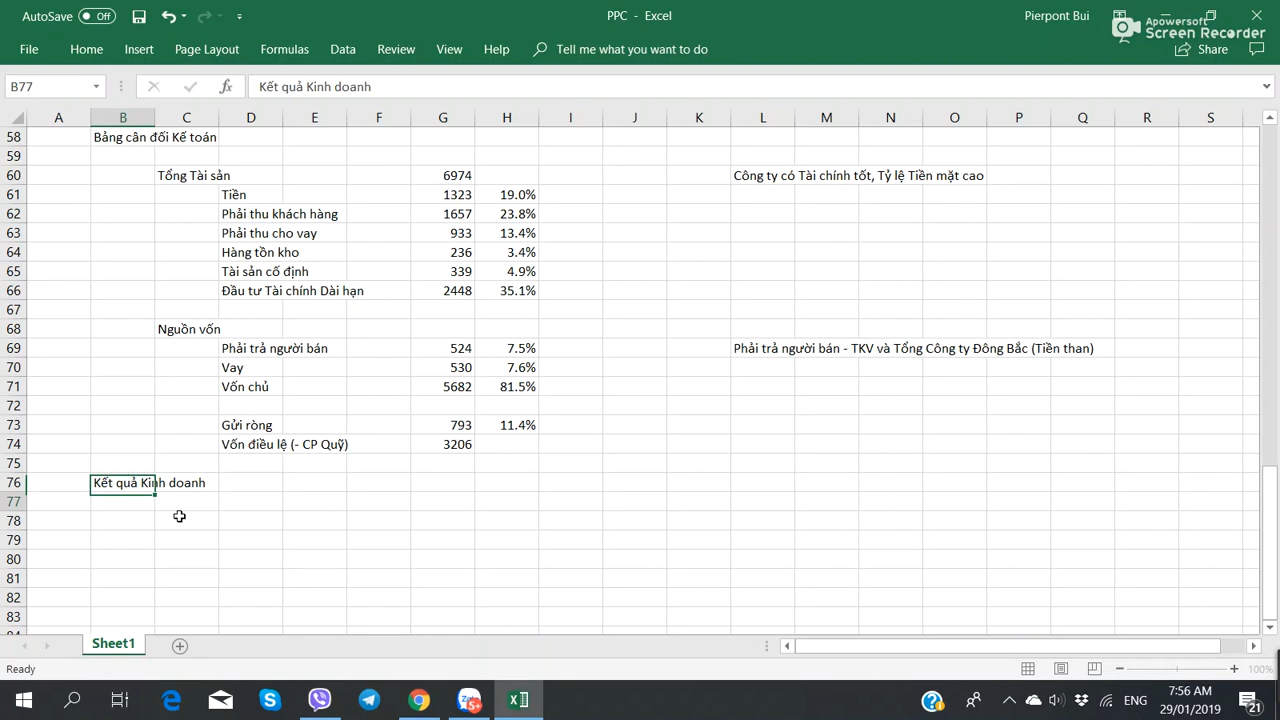 AutoSave Off PPC - Excel Pierpont Bui
Apowersoft
Screen Recorder
File Home Insert Page Layout Formulas Data Review View Help Tell me what you want to do Share
B77 fx Kết quả Kinh doanh
A B C D E F G H I J K L M N O P Q R S
58 Bảng cân đối Kế toán
59
60 Tổng Tài sản 6974 Công ty có Tài chính tốt, Tỷ lệ Tiền mặt cao
61 Tiền 1323 19.0%
62 Phải thu khách hàng 1657 23.8%
63 Phải thu cho vay 933 13.4%
64 Hàng tồn kho 236 3.4%
65 Tài sản cố định 339 4.9%
66 Đầu tư Tài chính Dài hạn 2448 35.1%
67
68 Nguồn vốn
69 Phải trả người bán 524 7.5% Phải trả người bán - TKV và Tổng Công ty Đông Bắc (Tiền than)
70 Vay 530 7.6%
71 Vốn chủ 5682 81.5%
72
73 Gửi ròng 793 11.4%
74 Vốn điều lệ (- CP Quỹ) 3206
75
76 Kết quả Kinh doanh
77
78
79
80
81
82
83
84
Sheet1
Ready 100%
5+ ENG 7:56 AM
29/01/2019 21